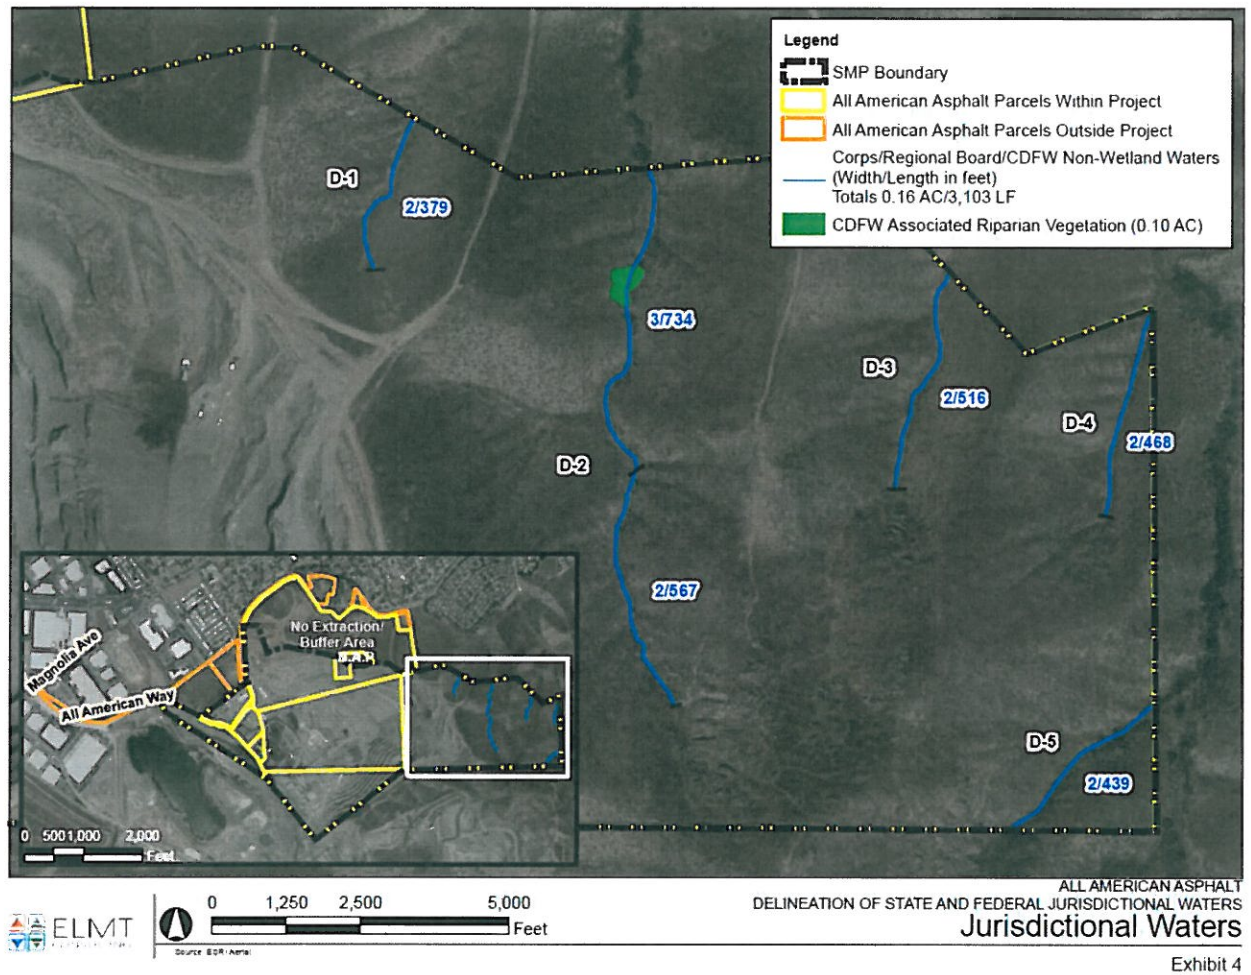 Legend
SMP Boundary
All American Asphalt Parcels Within Project
All American Asphalt Parcels Outside Project
Corps/Regional Board/CDFW Non-Wetland Waters
(Width/Length in feet)
Totals 0.16 AC/3,103 LF
CDFW Associated Riparian Vegetation (0.10 AC)
D-1
2/379
3/734
D-2
2/567
D-3
2/516
D-4
2/468
D-5
2/439
No Extraction/
Buffer Area
N.A.P.
Magnolia Ave
All American Way
0 500 1,000 2,000
Feet
ELMT
0 1,250 2,500 5,000
Feet
Source: ESRI Aerial
ALL AMERICAN ASPHALT
DELINEATION OF STATE AND FEDERAL JURISDICTIONAL WATERS
Jurisdictional Waters
Exhibit 4